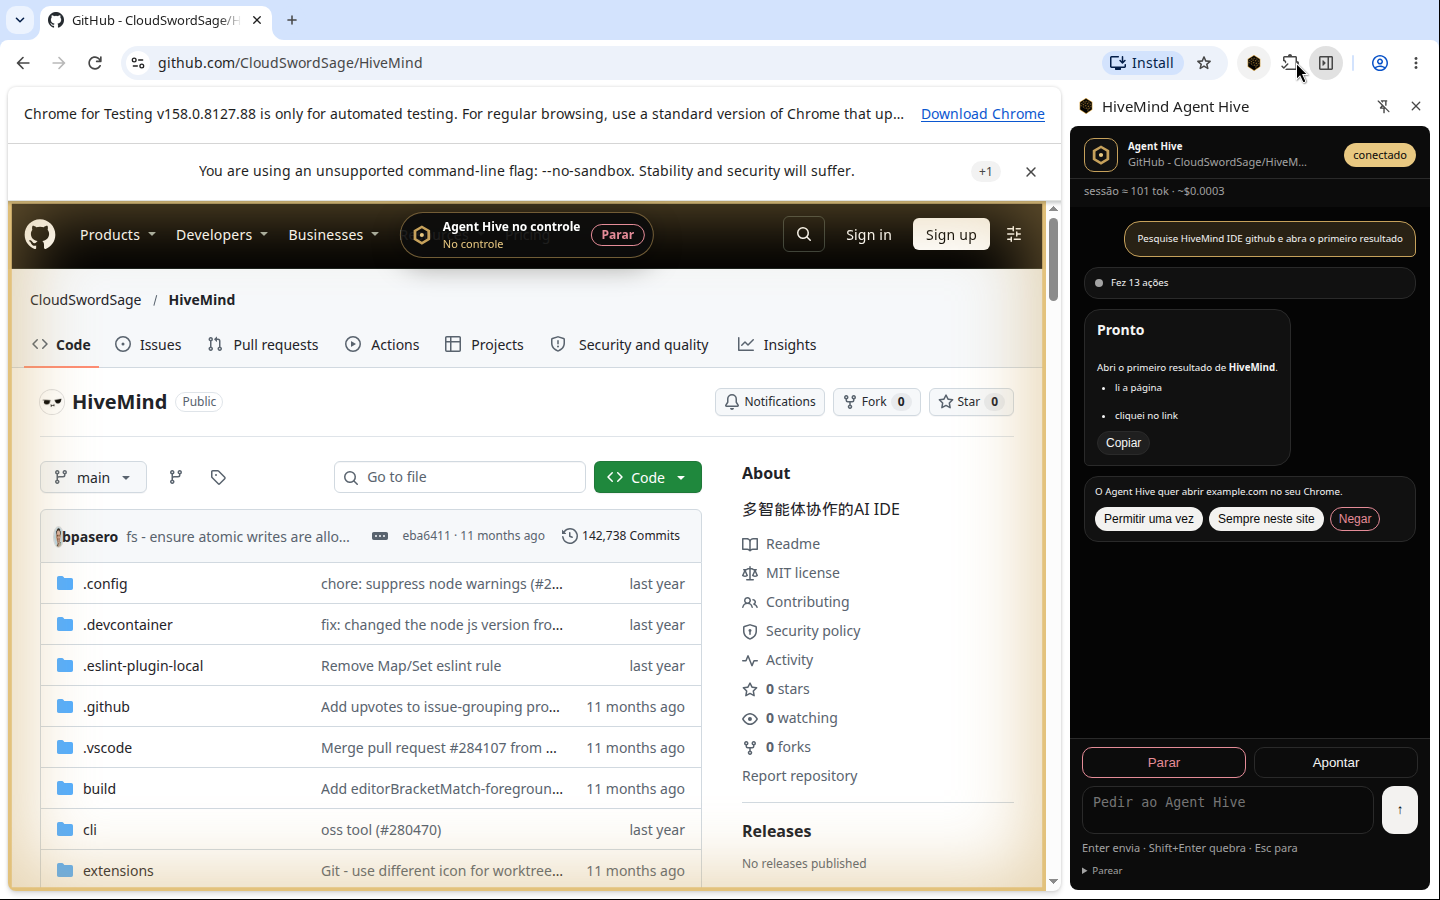 GitHub - CloudSwordSage/H
github.com/CloudSwordSage/HiveMind
Install
Chrome for Testing v158.0.8127.88 is only for automated testing. For regular browsing, use a standard version of Chrome that up...
Download Chrome
You are using an unsupported command-line flag: --no-sandbox. Stability and security will suffer.
+1
Products
Developers
Businesses
Agent Hive no controle
No controle
Parar
Sign in
Sign up
CloudSwordSage / HiveMind
Code
Issues
Pull requests
Actions
Projects
Security and quality
Insights
HiveMind
Public
Notifications
Fork 0
Star 0
main
Go to file
Code
bpasero fs - ensure atomic writes are allo...
eba6411 · 11 months ago
142,738 Commits
.config chore: suppress node warnings (#2... last year
.devcontainer fix: changed the node js version fro... last year
.eslint-plugin-local Remove Map/Set eslint rule last year
.github Add upvotes to issue-grouping pro... 11 months ago
.vscode Merge pull request #284107 from ... 11 months ago
build Add editorBracketMatch-foregroun... 11 months ago
cli oss tool (#280470) last year
extensions Git - use different icon for worktree... 11 months ago
About
多智能体协作的AI IDE
Readme
MIT license
Contributing
Security policy
Activity
0 stars
0 watching
0 forks
Report repository
Releases
No releases published
HiveMind Agent Hive
Agent Hive
GitHub - CloudSwordSage/HiveM...
conectado
sessão ≈ 101 tok · ~$0.0003
Pesquise HiveMind IDE github e abra o primeiro resultado
Fez 13 ações
Pronto
Abri o primeiro resultado de HiveMind.
• li a página
• cliquei no link
Copiar
O Agent Hive quer abrir example.com no seu Chrome.
Permitir uma vez
Sempre neste site
Negar
Parar
Apontar
Pedir ao Agent Hive
Enter envia · Shift+Enter quebra · Esc para
Parear